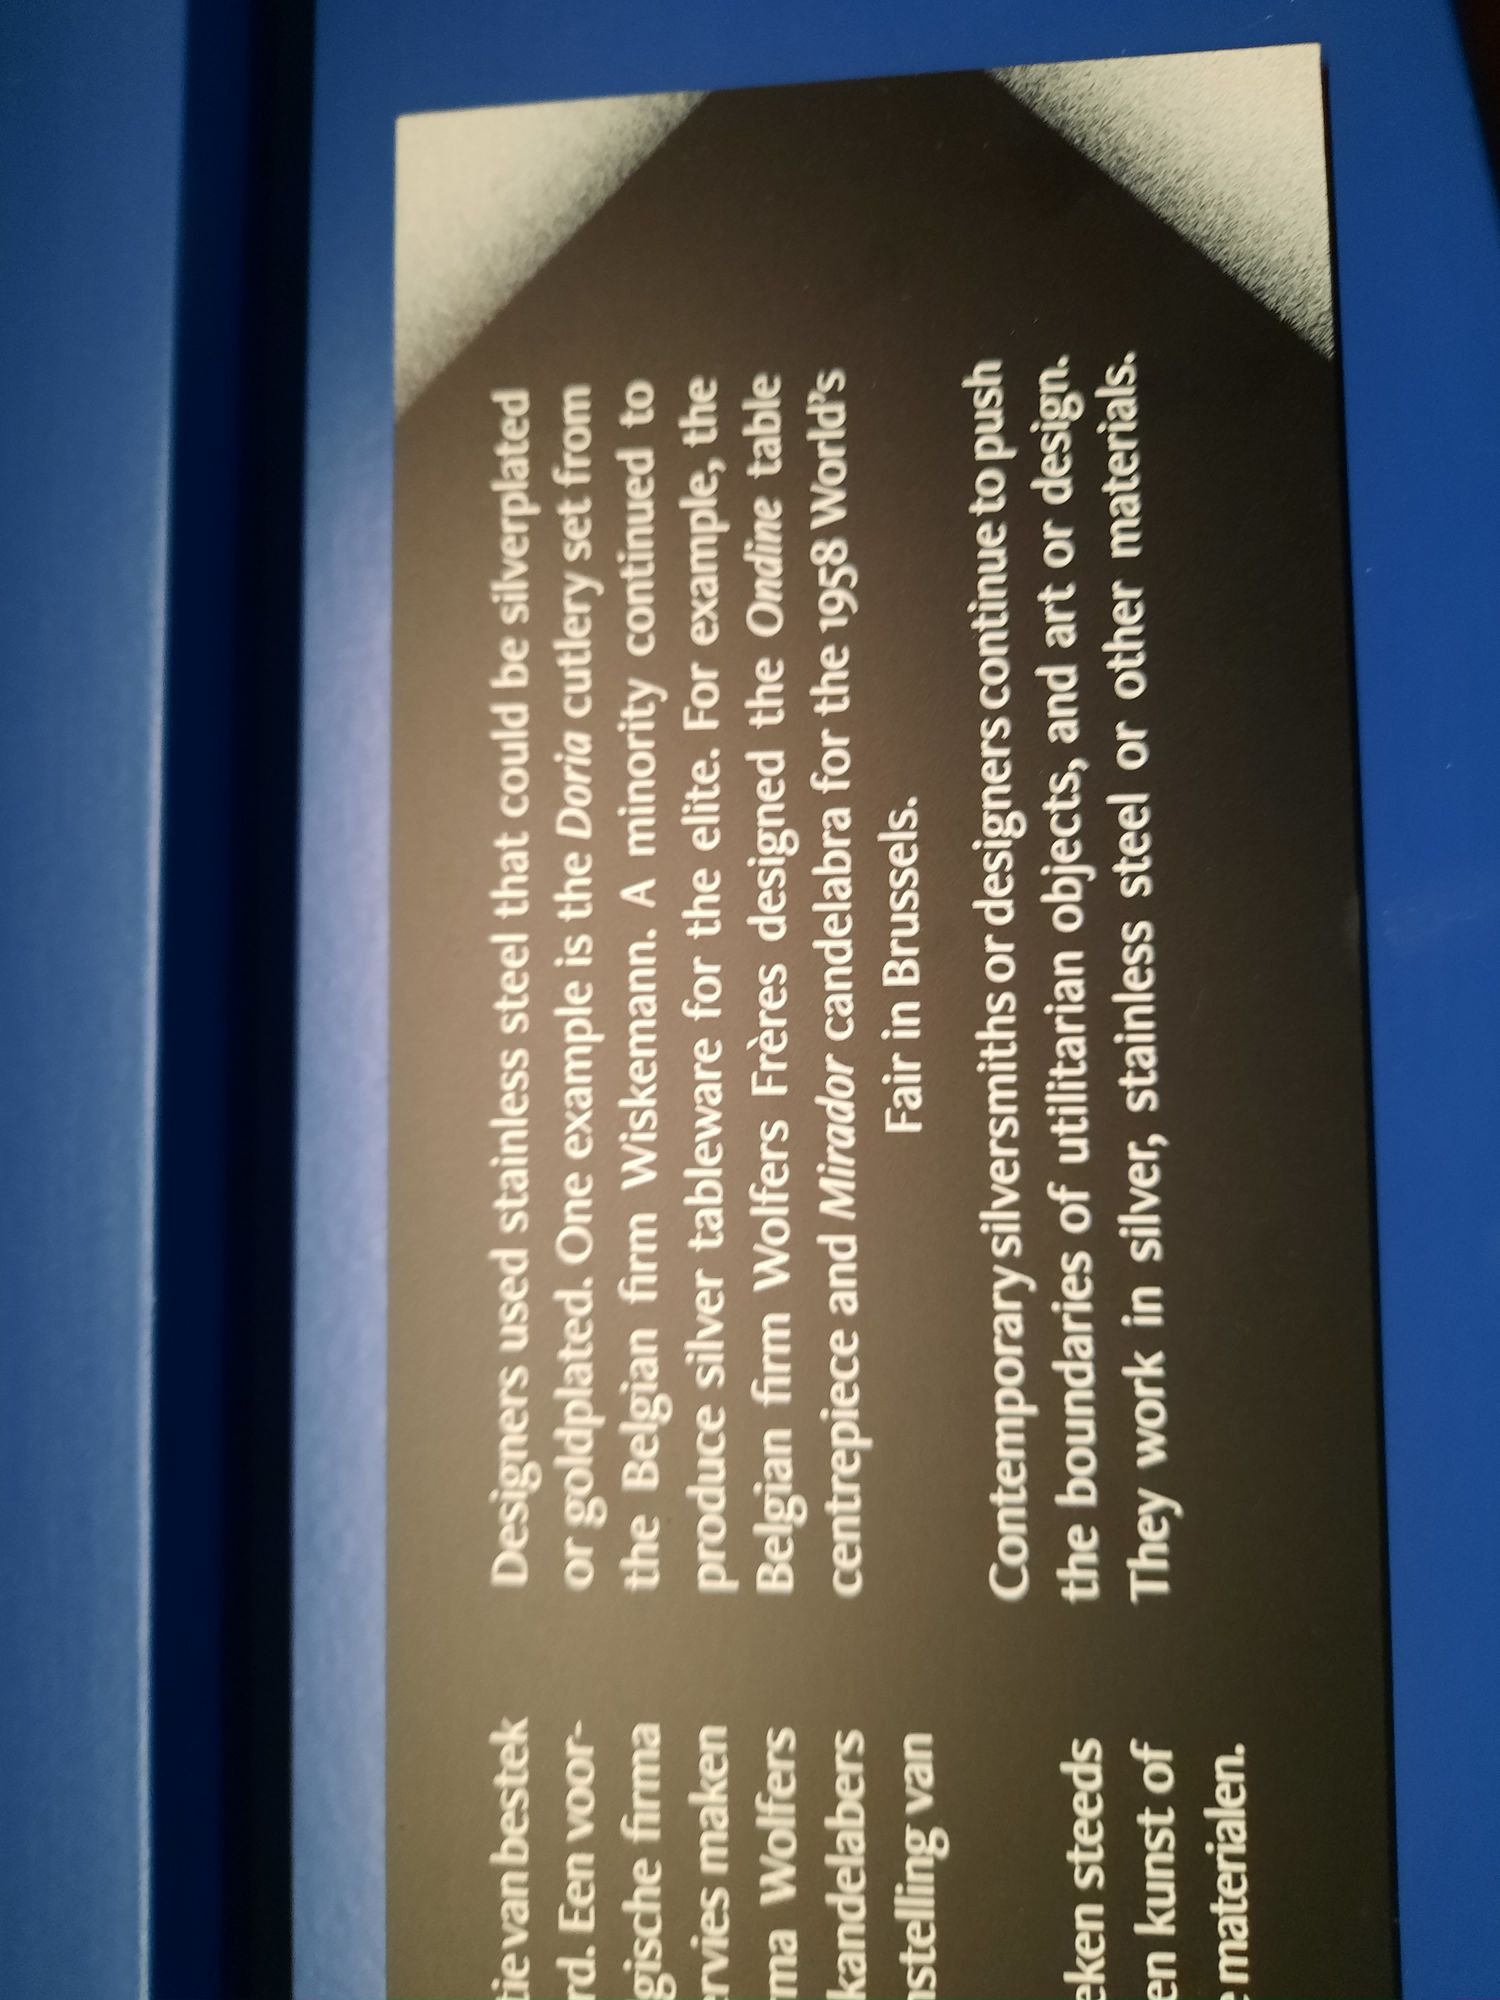 tie van bestek
rd. Een voor-
gische firma
ervies maken
rma Wolfers
kandelabers
nstelling van
eken steeds
en kunst of
e materialen.
Designers used stainless steel that could be silverplated
or goldplated. One example is the Doria cutlery set from
the Belgian firm Wiskemann. A minority continued to
produce silver tableware for the elite. For example, the
Belgian firm Wolfers Frères designed the Ondine table
centrepiece and Mirador candelabra for the 1958 World's
Fair in Brussels.
Contemporary silversmiths or designers continue to push
the boundaries of utilitarian objects, and art or design.
They work in silver, stainless steel or other materials.